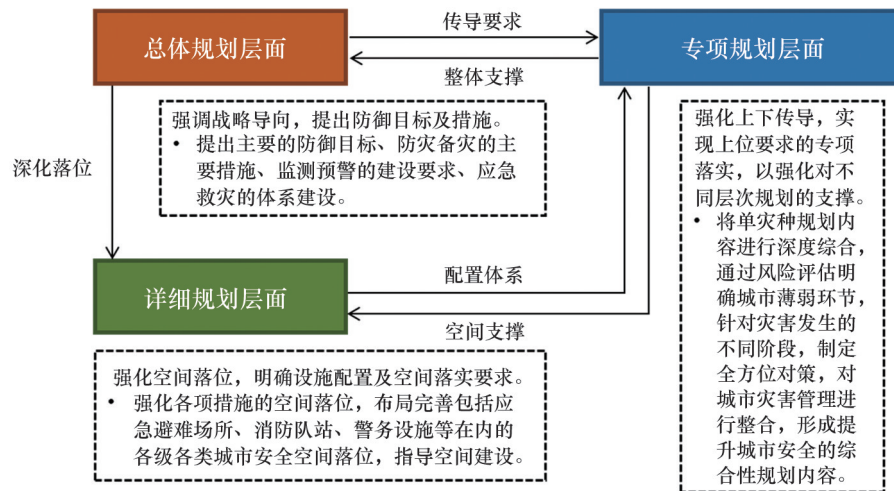 总体规划层面
传导要求
整体支撑
专项规划层面
强调战略导向，提出防御目标及措施。
• 提出主要的防御目标、防灾备灾的主
要措施、监测预警的建设要求、应急
救灾的体系建设。
深化落位
强化上下传导，实
现上位要求的专项
落实，以强化对不
同层次规划的支撑。
• 将单灾种规划内
容进行深度综合，
通过风险评估明
确城市薄弱环节，
针对灾害发生的
不同阶段，制定
全方位对策，对
城市灾害管理进
行整合，形成提
升城市安全的综
合性规划内容。
详细规划层面
配置体系
空间支撑
强化空间落位，明确设施配置及空间落实要求。
• 强化各项措施的空间落位，布局完善包括应
急避难场所、消防队站、警务设施等在内的
各级各类城市安全空间落位，指导空间建设。